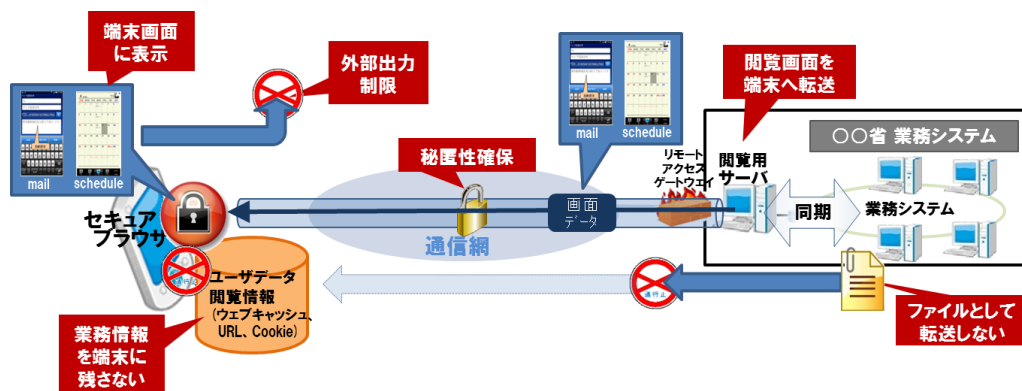 端末画面
に表示
外部出力
制限
閲覧画面を
端末へ転送
mail
schedule
mail
schedule
○○省 業務システム
秘匿性確保
リモート
アクセス
ゲートウェイ
閲覧用
サーバ
同期
業務システム
画面
データ
セキュア
ブラウザ
通信網
ユーザデータ
閲覧情報
(ウェブキャッシュ、
URL、Cookie)
通行止
業務情報
を端末に
残さない
ファイルとして
転送しない